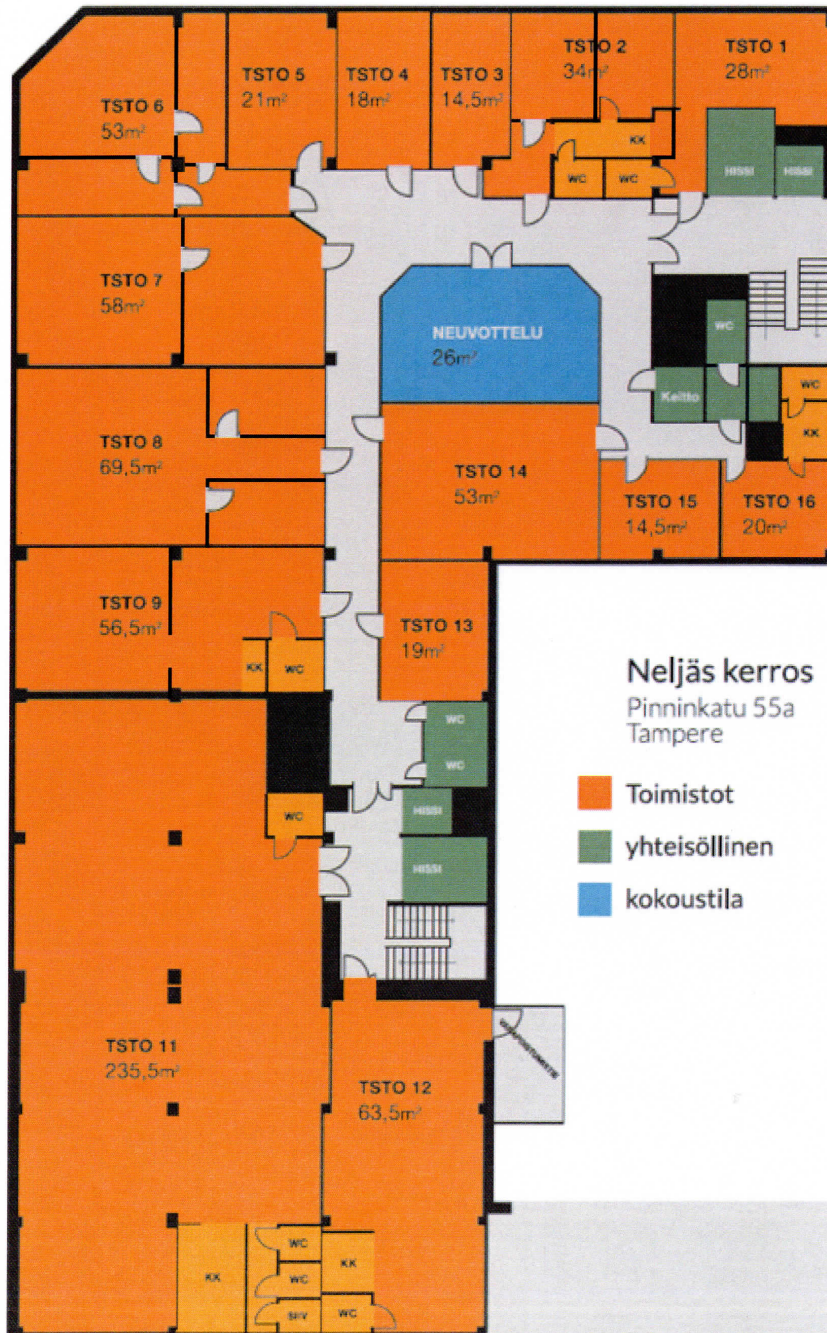 TSTO 6
53m²
TSTO 5
21m²
TSTO 4
18m²
TSTO 3
14,5m²
TSTO 2
34m²
TSTO 1
28m²
KK
WC
WC
HISSI
HISSI
TSTO 7
58m²
NEUVOTTELU
26m²
WC
Keitto
WC
KK
TSTO 8
69,5m²
TSTO 14
53m²
TSTO 15
14,5m²
TSTO 16
20m²
TSTO 9
56,5m²
KK
WC
TSTO 13
19m²
WC
WC
WC
HISSI
HISSI
Neljäs kerros
Pinninkatu 55a
Tampere
Toimistot
yhteisöllinen
kokoustila
TSTO 11
235,5m²
TSTO 12
63,5m²
KK
WC
WC
SIIV
KK
WC